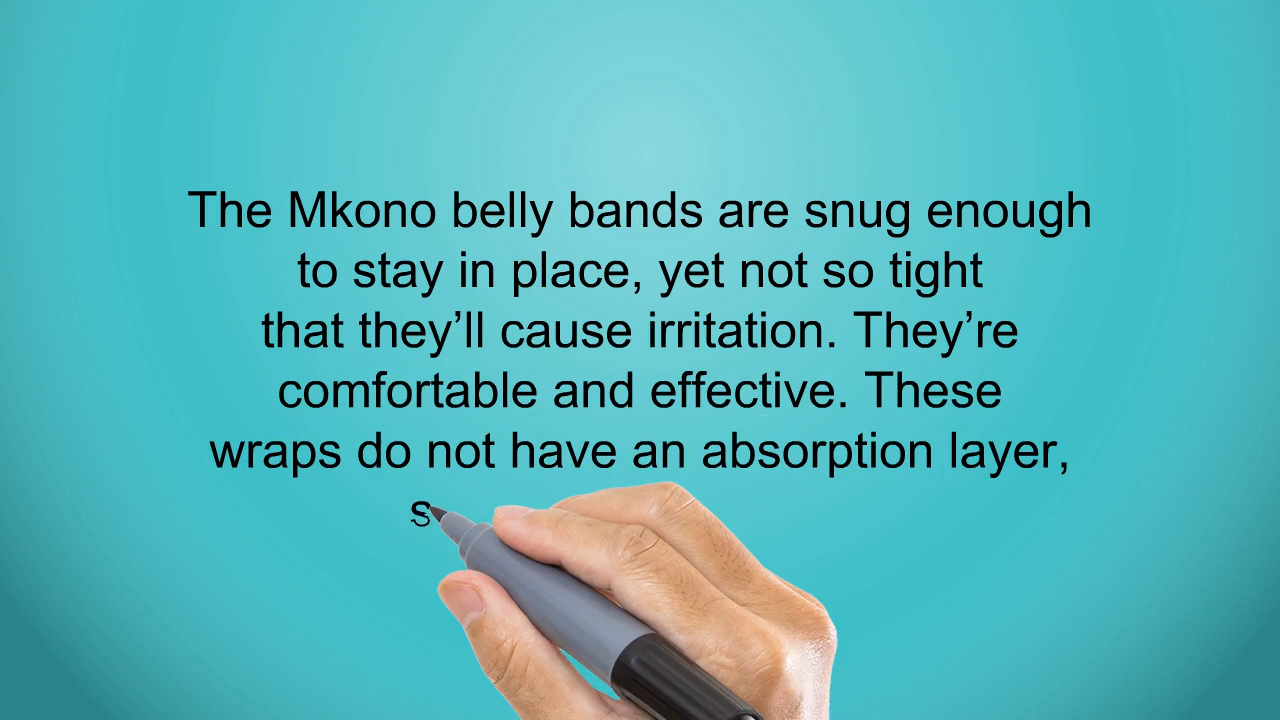 The Mkono belly bands are snug enough
to stay in place, yet not so tight
that they’ll cause irritation. They’re
comfortable and effective. These
wraps do not have an absorption layer,
s